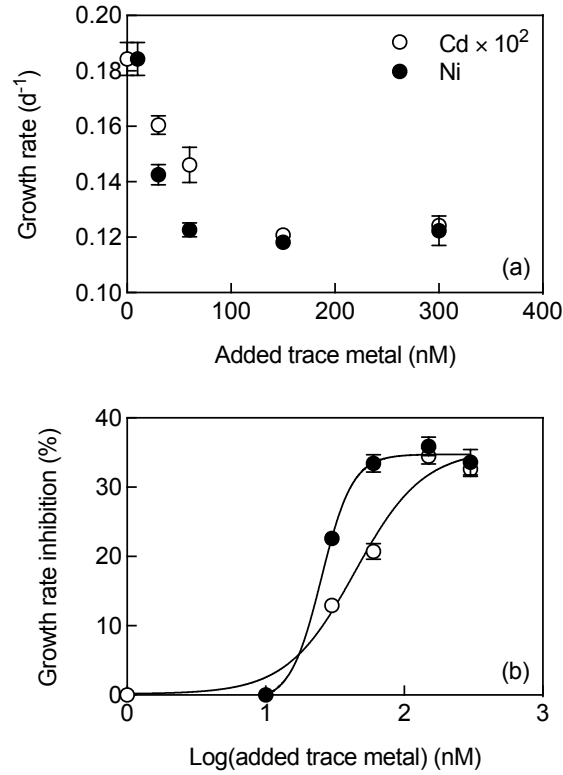 0.20
0.18
0.16
0.14
0.12
0.10
Growth rate (d⁻¹)
Cd × 10²
Ni
(a)
0 100 200 300 400
Added trace metal (nM)
40
30
20
10
0
Growth rate inhibition (%)
(b)
0 1 2 3
Log(added trace metal) (nM)